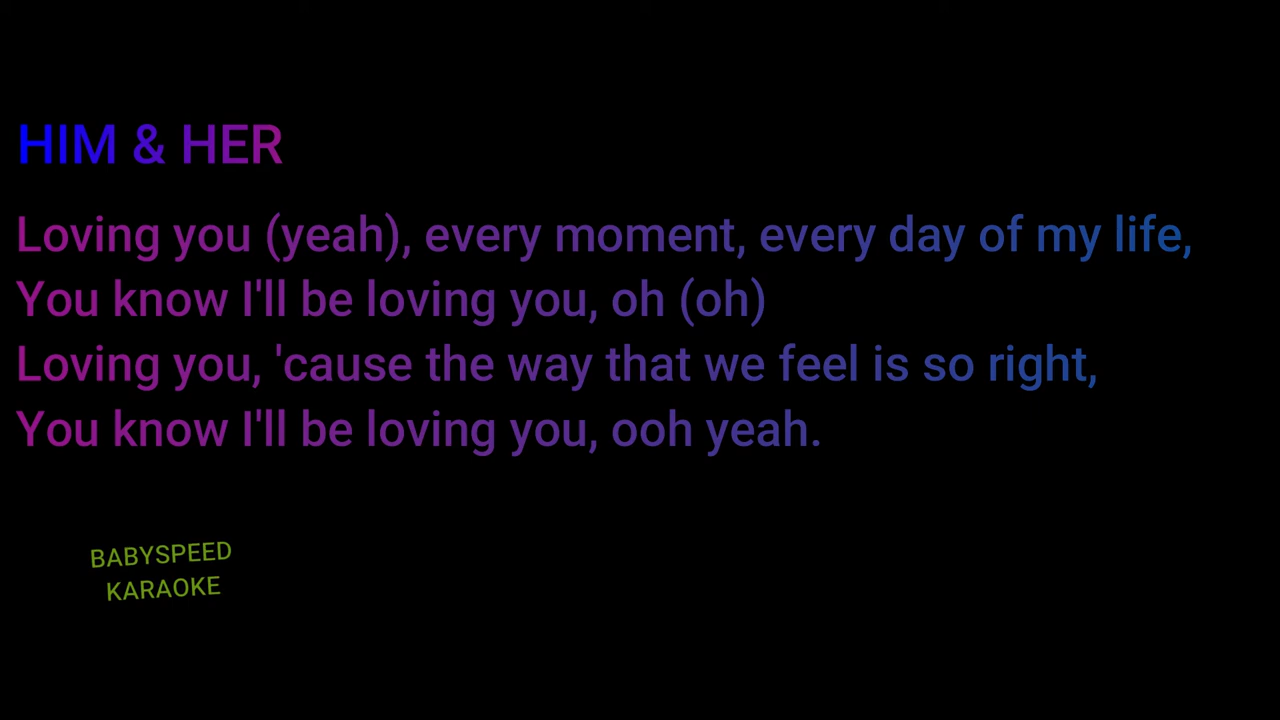 HIM & HER
Loving you (yeah), every moment, every day of my life,
You know I'll be loving you, oh (oh)
Loving you, 'cause the way that we feel is so right,
You know I'll be loving you, ooh yeah.
BABYSPEED
KARAOKE